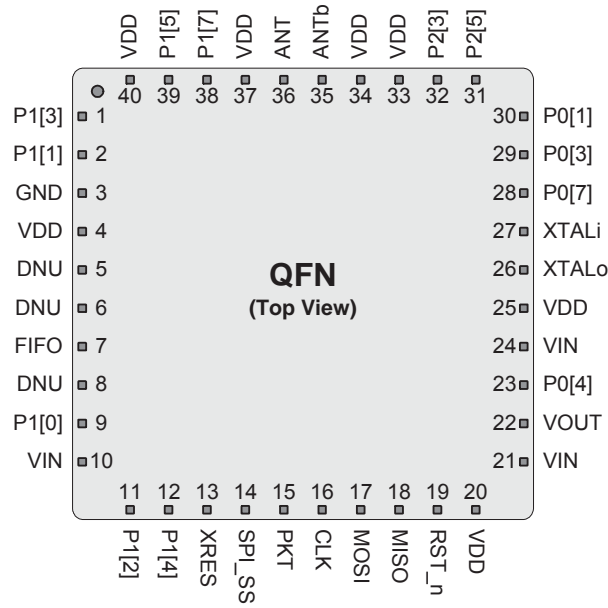 VDD P1[5] P1[7] VDD ANT ANTb VDD VDD P2[3] P2[5]
40 39 38 37 36 35 34 33 32 31
P1[3] 1 30 P0[1]
P1[1] 2 29 P0[3]
GND 3 28 P0[7]
VDD 4 27 XTALi
DNU 5 26 XTALo
QFN
(Top View)
DNU 6 25 VDD
FIFO 7 24 VIN
DNU 8 23 P0[4]
P1[0] 9 22 VOUT
VIN 10 21 VIN
11 12 13 14 15 16 17 18 19 20
P1[2] P1[4] XRES SPI_SS PKT CLK MOSI MISO RST_n VDD